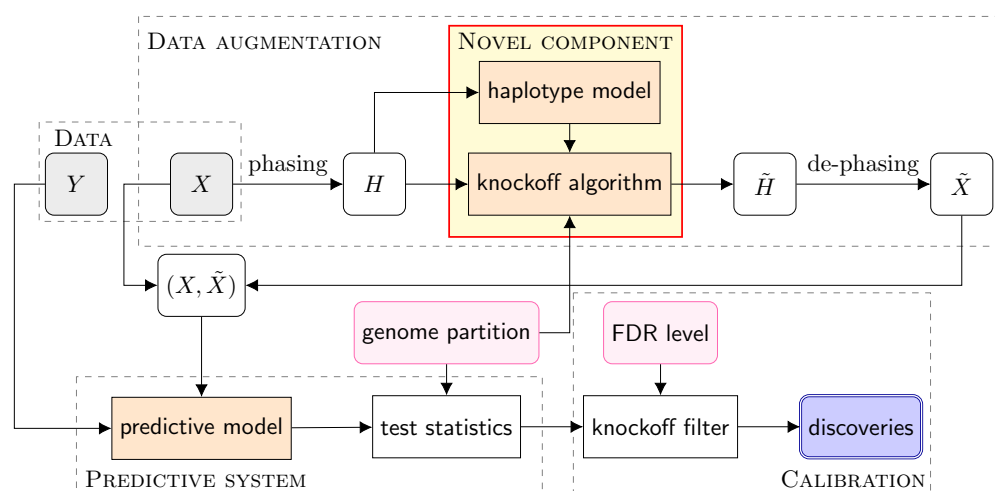 DATA AUGMENTATION
NOVEL COMPONENT
haplotype model
DATA
Y
X
phasing
H
knockoff algorithm
H̃
de-phasing
X̃
(X, X̃)
genome partition
FDR level
predictive model
test statistics
knockoff filter
discoveries
PREDICTIVE SYSTEM
CALIBRATION